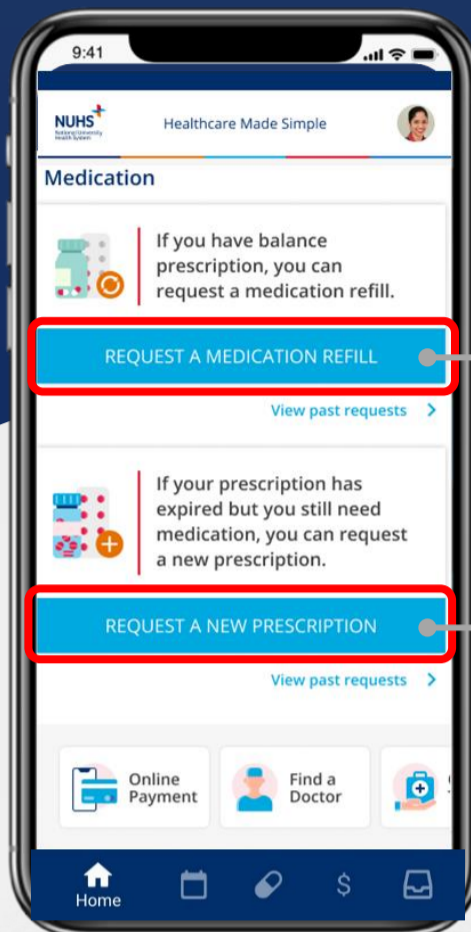 9:41
NUHS
National University
Health System
Healthcare Made Simple
Medication
If you have balance
prescription, you can
request a medication refill.
REQUEST A MEDICATION REFILL
View past requests
If your prescription has
expired but you still need
medication, you can request
a new prescription.
REQUEST A NEW PRESCRIPTION
View past requests
Online
Payment
Find a
Doctor
Home
$